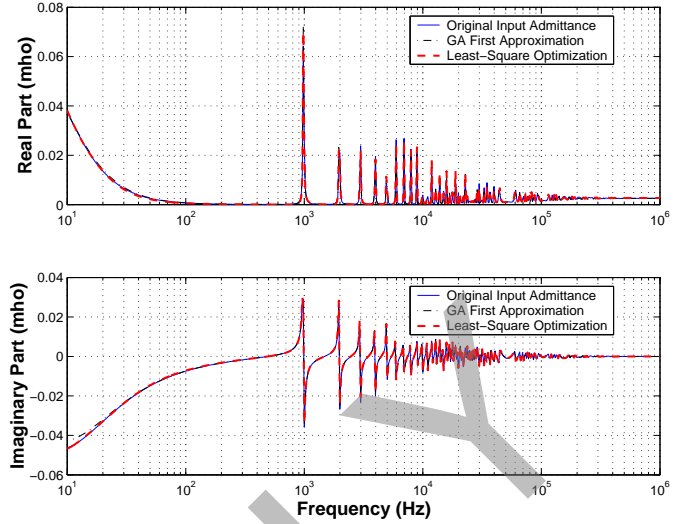 0.08
0.06
0.04
0.02
0
Real Part (mho)
Original Input Admittance
GA First Approximation
Least−Square Optimization
10^1 10^2 10^3 10^4 10^5 10^6
0.04
0.02
0
−0.02
−0.04
−0.06
Imaginary Part (mho)
Original Input Admittance
GA First Approximation
Least−Square Optimization
10^1 10^2 10^3 10^4 10^5 10^6
Frequency (Hz)